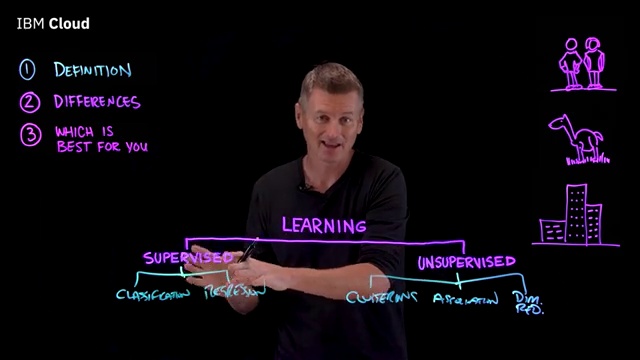 IBM Cloud
① DEFINITION
② DIFFERENCES
③ WHICH IS
BEST FOR YOU
LEARNING
SUPERVISED
UNSUPERVISED
CLASSIFICATION
REGRESSION
CLUSTERING
ASSOCIATION
DIM.
RED.